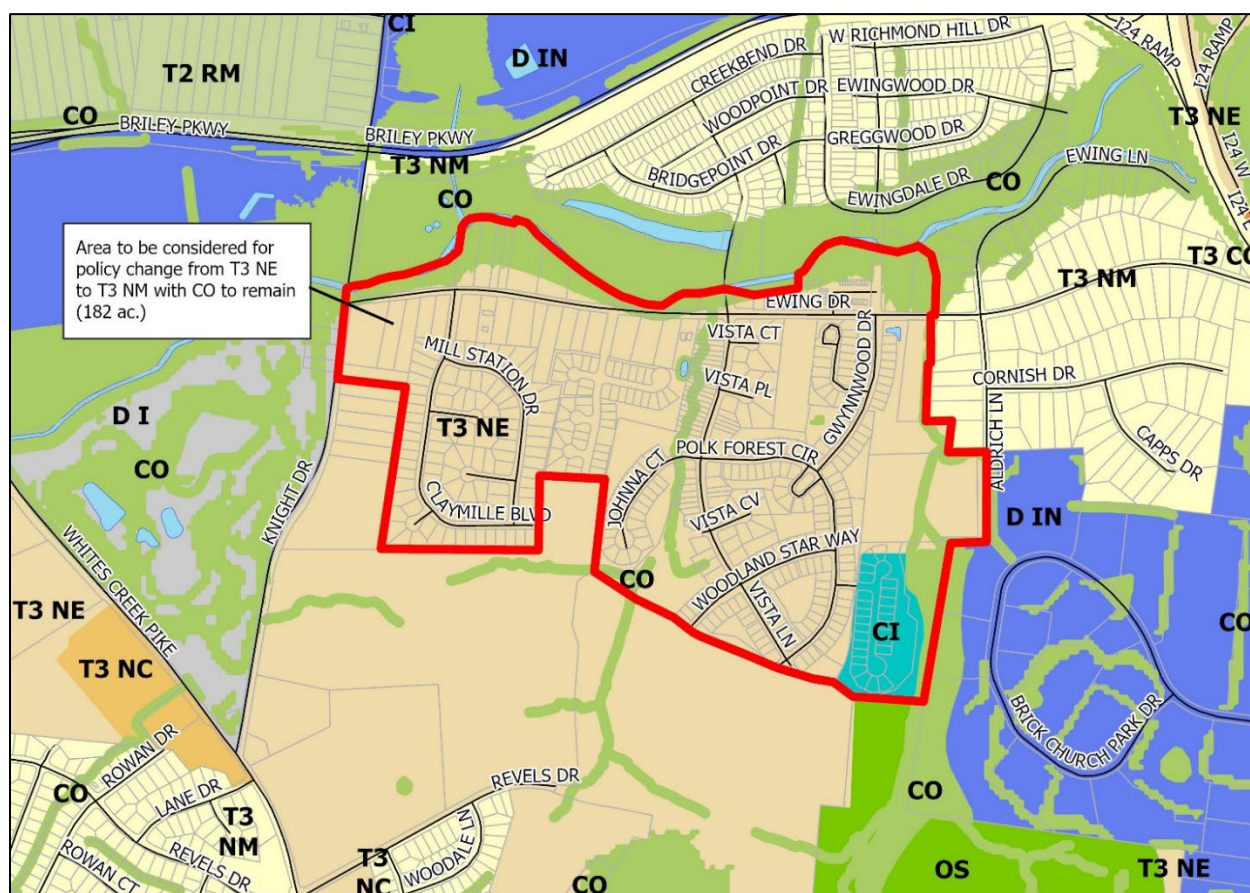 CI
D IN
T2 RM
W RICHMOND HILL DR
CREEKBEND DR
I24 RAMP
I24 RAMP
WOODPOINT DR
EWINGWOOD DR
CO
BRILEY PKWY
BRILEY PKWY
T3 NE
GREGGWOOD DR
T3 NM
BRIDGEPOINT DR
EWING LN
I24 W
CO
EWINGDALE DR
CO
Area to be considered for
policy change from T3 NE
to T3 NM with CO to remain
(182 ac.)
T3 NM
EWING DR
VISTA CT
MILL STATION DR
GWYNNWOOD DR
CORNISH DR
VISTA PL
D I
T3 NE
CO
POLK FOREST CIR
CAPPS DR
ALDRICH LN
KNIGHT DR
JOHNNA CT
CLAYMILLE BLVD
VISTA CV
D IN
WHITES CREEK PIKE
WOODLAND STAR WAY
CO
T3 NE
VISTA LN
CI
CO
T3 NC
BRICK CHURCH PARK DR
ROWAN DR
REVELS DR
CO
LANE DR
CO
T3
NM
REVELS DR
WOODALE LN
ROWAN CT
T3
NC
CO
OS
T3 NE